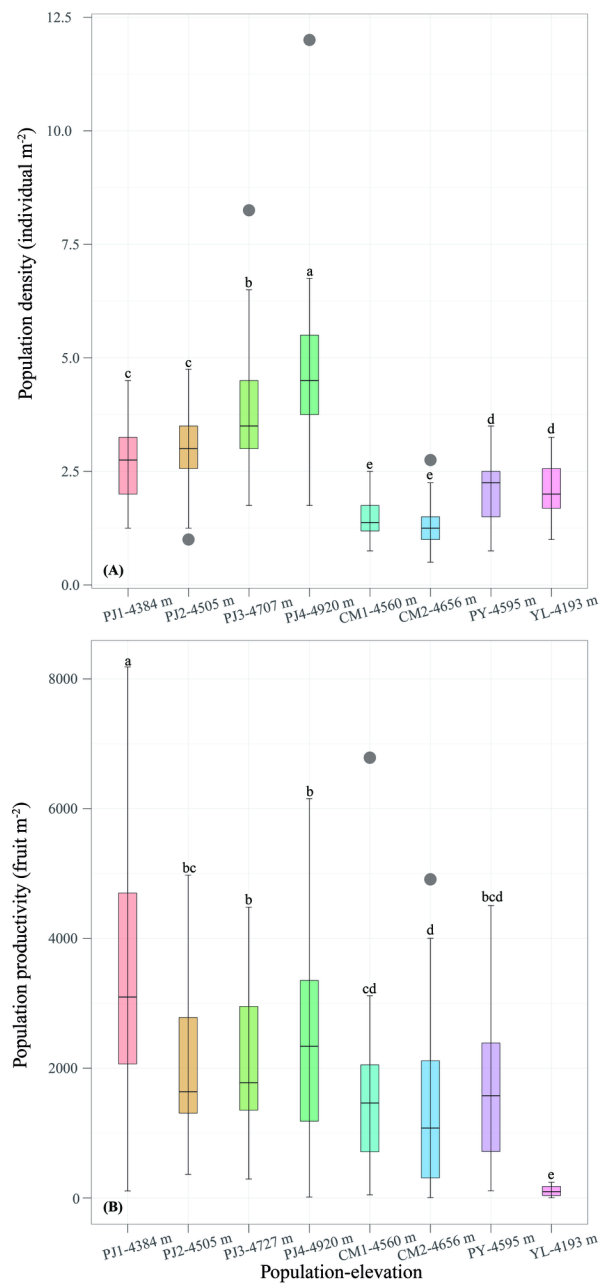 12.5
10.0
7.5
5.0
2.5
0.0
Population density (individual m⁻²)
c
c
b
a
e
e
d
d
(A)
PJ1-4384 m
PJ2-4505 m
PJ3-4707 m
PJ4-4920 m
CM1-4560 m
CM2-4656 m
PY-4595 m
YL-4193 m
8000
6000
4000
2000
0
Population productivity (fruit m⁻²)
a
bc
b
b
cd
d
bcd
e
(B)
PJ1-4384 m
PJ2-4505 m
PJ3-4727 m
PJ4-4920 m
CM1-4560 m
CM2-4656 m
PY-4595 m
YL-4193 m
Population-elevation